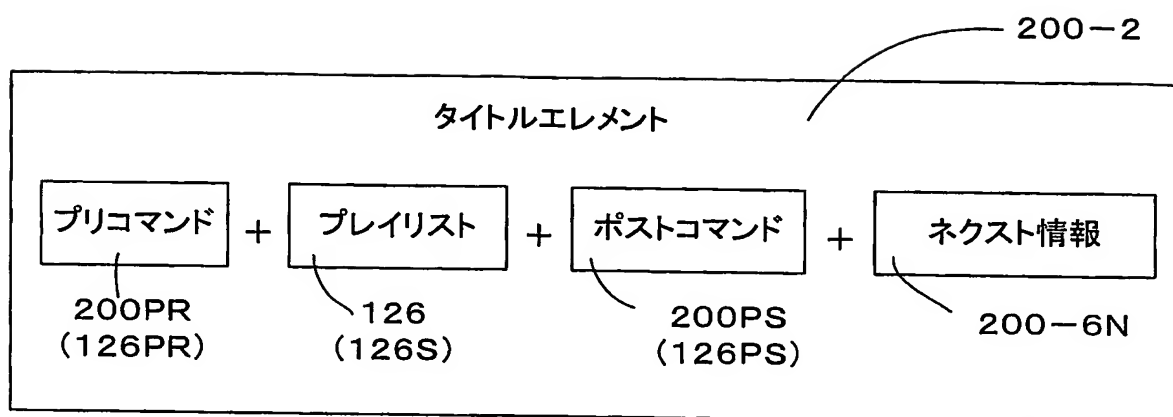 200-2
タイトルエレメント
プリコマンド + プレイリスト + ポストコマンド + ネクスト情報
200PR 126 200PS 200-6N
(126PR) (126S) (126PS)